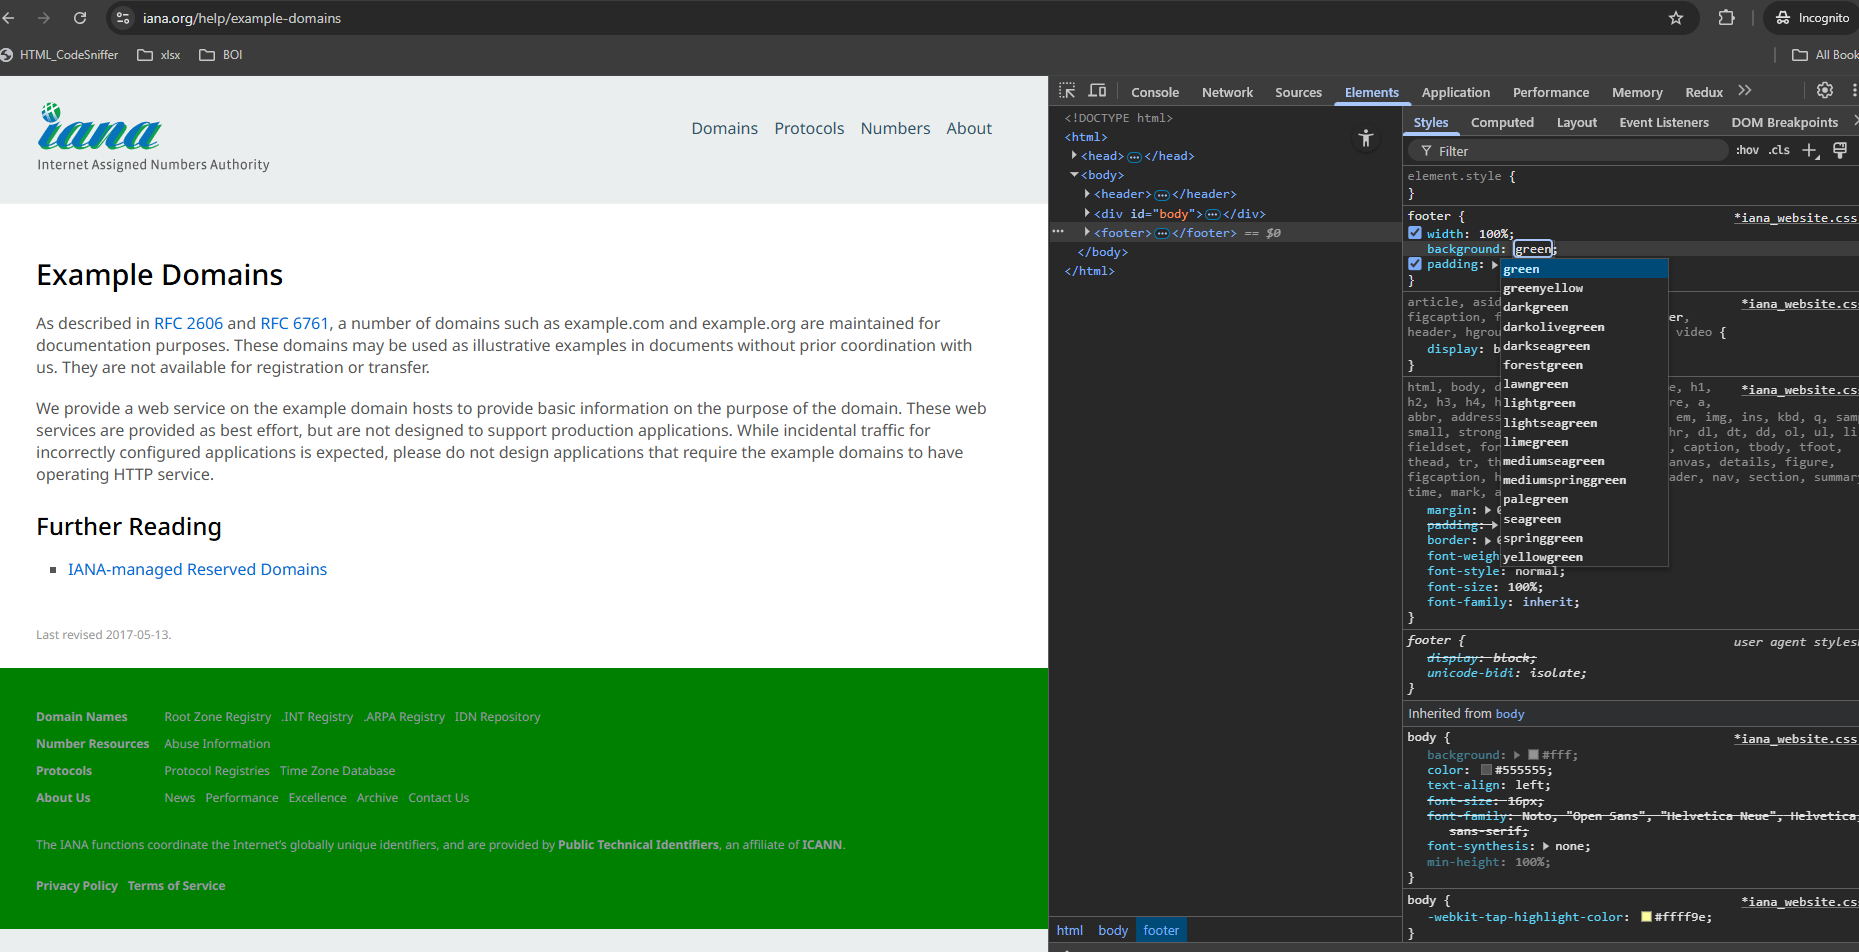 iana.org/help/example-domains
Incognito
HTML_CodeSniffer xlsx BOI
All Book
iana
Internet Assigned Numbers Authority
Domains Protocols Numbers About
Example Domains
As described in RFC 2606 and RFC 6761, a number of domains such as example.com and example.org are maintained for
documentation purposes. These domains may be used as illustrative examples in documents without prior coordination with
us. They are not available for registration or transfer.
We provide a web service on the example domain hosts to provide basic information on the purpose of the domain. These web
services are provided as best effort, but are not designed to support production applications. While incidental traffic for
incorrectly configured applications is expected, please do not design applications that require the example domains to have
operating HTTP service.
Further Reading
IANA-managed Reserved Domains
Last revised 2017-05-13.
Domain Names Root Zone Registry .INT Registry .ARPA Registry IDN Repository
Number Resources Abuse Information
Protocols Protocol Registries Time Zone Database
About Us News Performance Excellence Archive Contact Us
The IANA functions coordinate the Internet's globally unique identifiers, and are provided by Public Technical Identifiers, an affiliate of ICANN.
Privacy Policy Terms of Service
Console Network Sources Elements Application Performance Memory Redux
<!DOCTYPE html>
<html>
<head> </head>
<body>
<header> </header>
<div id="body"> </div>
<footer> </footer> == $0
</body>
</html>
html body footer
Styles Computed Layout Event Listeners DOM Breakpoints
Filter :hov .cls
element.style {
}
footer { *iana_website.css
width: 100%;
background: green;
padding:
}
green
greenyellow
darkgreen
darkolivegreen
darkseagreen
forestgreen
lawngreen
lightgreen
lightseagreen
limegreen
mediumseagreen
mediumspringgreen
palegreen
seagreen
springgreen
yellowgreen
article, asid *iana_website.css
figcaption, f er,
header, hgrou video {
display: b
}
html, body, d e, h1, *iana_website.css
h2, h3, h4, h re, a,
abbr, address em, img, ins, kbd, q, samp
small, strong hr, dl, dt, dd, ol, ul, li
fieldset, for , caption, tbody, tfoot,
thead, tr, th anvas, details, figure,
figcaption, h ader, nav, section, summary
time, mark, a
margin:
padding:
border:
font-weigh
font-style: normal;
font-size: 100%;
font-family: inherit;
}
footer { user agent stylesh
display: block;
unicode-bidi: isolate;
}
Inherited from body
body { *iana_website.css
background: #fff;
color: #555555;
text-align: left;
font-size: 16px;
font-family: Noto, "Open Sans", "Helvetica Neue", Helvetica,
sans-serif;
font-synthesis: none;
min-height: 100%;
}
body { *iana_website.css
-webkit-tap-highlight-color: #ffff9e;
}